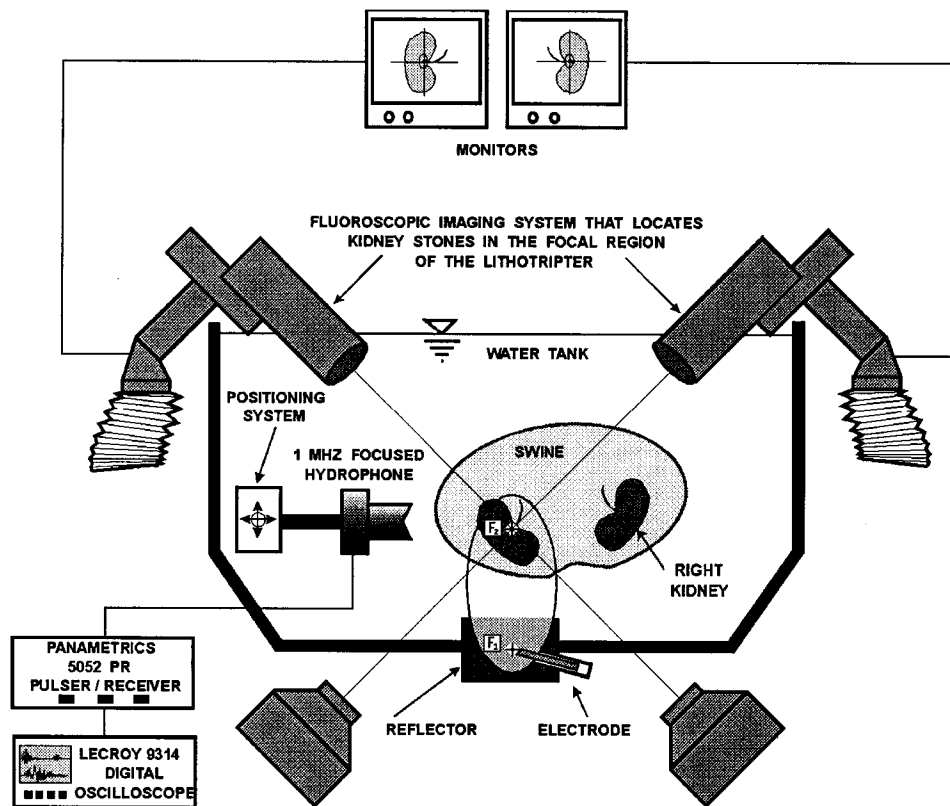 MONITORS
FLUOROSCOPIC IMAGING SYSTEM THAT LOCATES
KIDNEY STONES IN THE FOCAL REGION
OF THE LITHOTRIPTER
WATER TANK
POSITIONING
SYSTEM
1 MHZ FOCUSED
HYDROPHONE
SWINE
F2
RIGHT
KIDNEY
F1
PANAMETRICS
5052 PR
PULSER / RECEIVER
REFLECTOR
ELECTRODE
LECROY 9314
DIGITAL
OSCILLOSCOPE